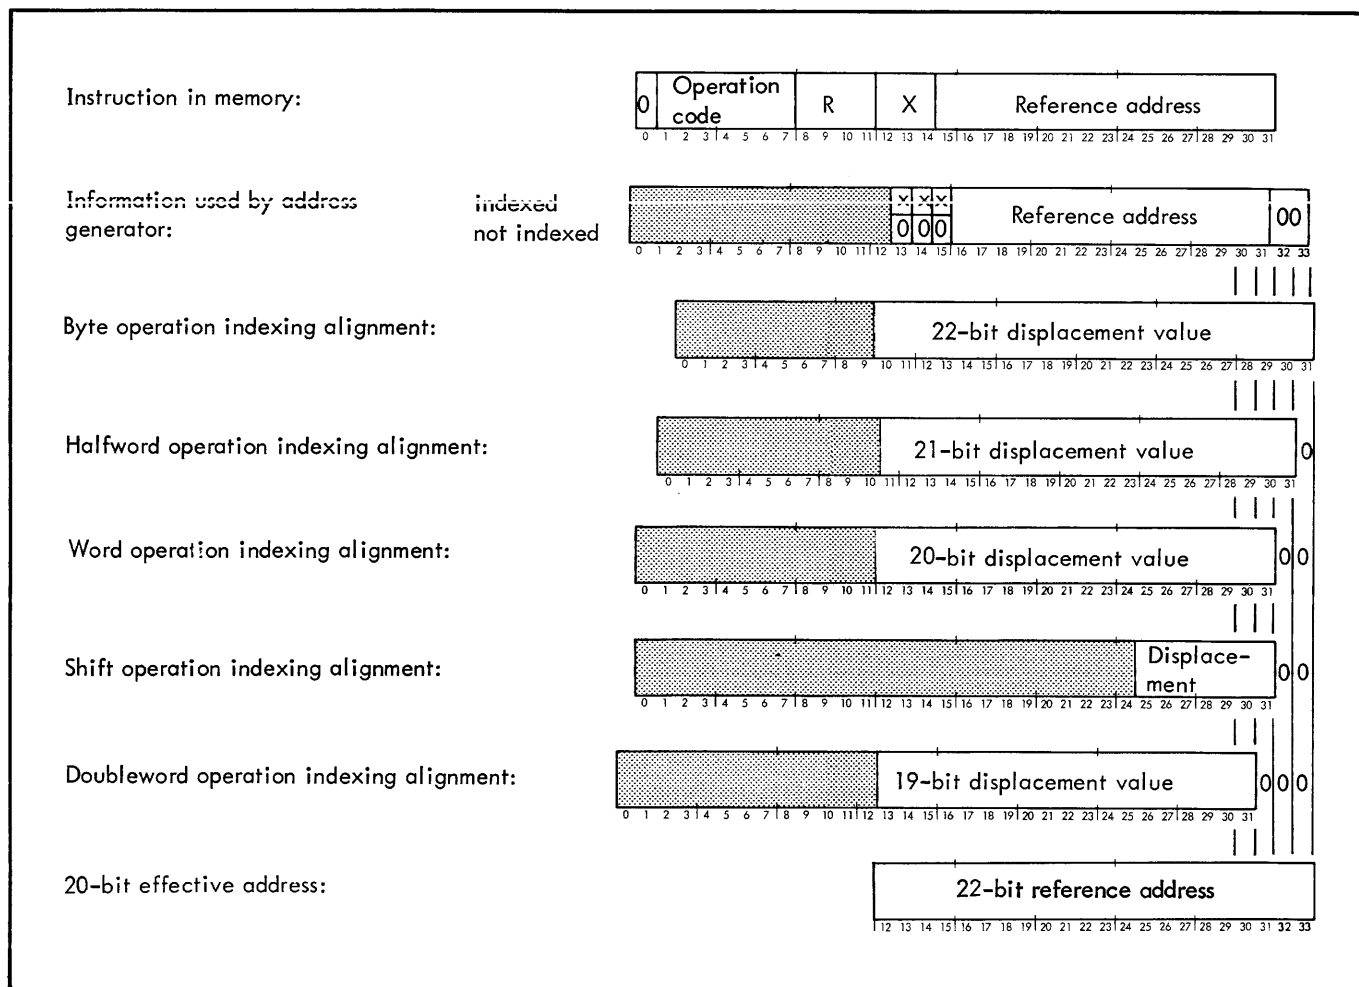 Instruction in memory:
0 Operation code R X Reference address
0 1 2 3 4 5 6 7 8 9 10 11 12 13 14 15 16 17 18 19 20 21 22 23 24 25 26 27 28 29 30 31
Information used by address generator:
indexed
not indexed
x x x
0 0 0
Reference address 00
0 1 2 3 4 5 6 7 8 9 10 11 12 13 14 15 16 17 18 19 20 21 22 23 24 25 26 27 28 29 30 31 32 33
Byte operation indexing alignment:
22-bit displacement value
0 1 2 3 4 5 6 7 8 9 10 11 12 13 14 15 16 17 18 19 20 21 22 23 24 25 26 27 28 29 30 31
Halfword operation indexing alignment:
21-bit displacement value 0
0 1 2 3 4 5 6 7 8 9 10 11 12 13 14 15 16 17 18 19 20 21 22 23 24 25 26 27 28 29 30 31
Word operation indexing alignment:
20-bit displacement value 0 0
0 1 2 3 4 5 6 7 8 9 10 11 12 13 14 15 16 17 18 19 20 21 22 23 24 25 26 27 28 29 30 31
Shift operation indexing alignment:
Displace-
ment
0 0
0 1 2 3 4 5 6 7 8 9 10 11 12 13 14 15 16 17 18 19 20 21 22 23 24 25 26 27 28 29 30 31
Doubleword operation indexing alignment:
19-bit displacement value 0 0 0
0 1 2 3 4 5 6 7 8 9 10 11 12 13 14 15 16 17 18 19 20 21 22 23 24 25 26 27 28 29 30 31
20-bit effective address:
22-bit reference address
12 13 14 15 16 17 18 19 20 21 22 23 24 25 26 27 28 29 30 31 32 33